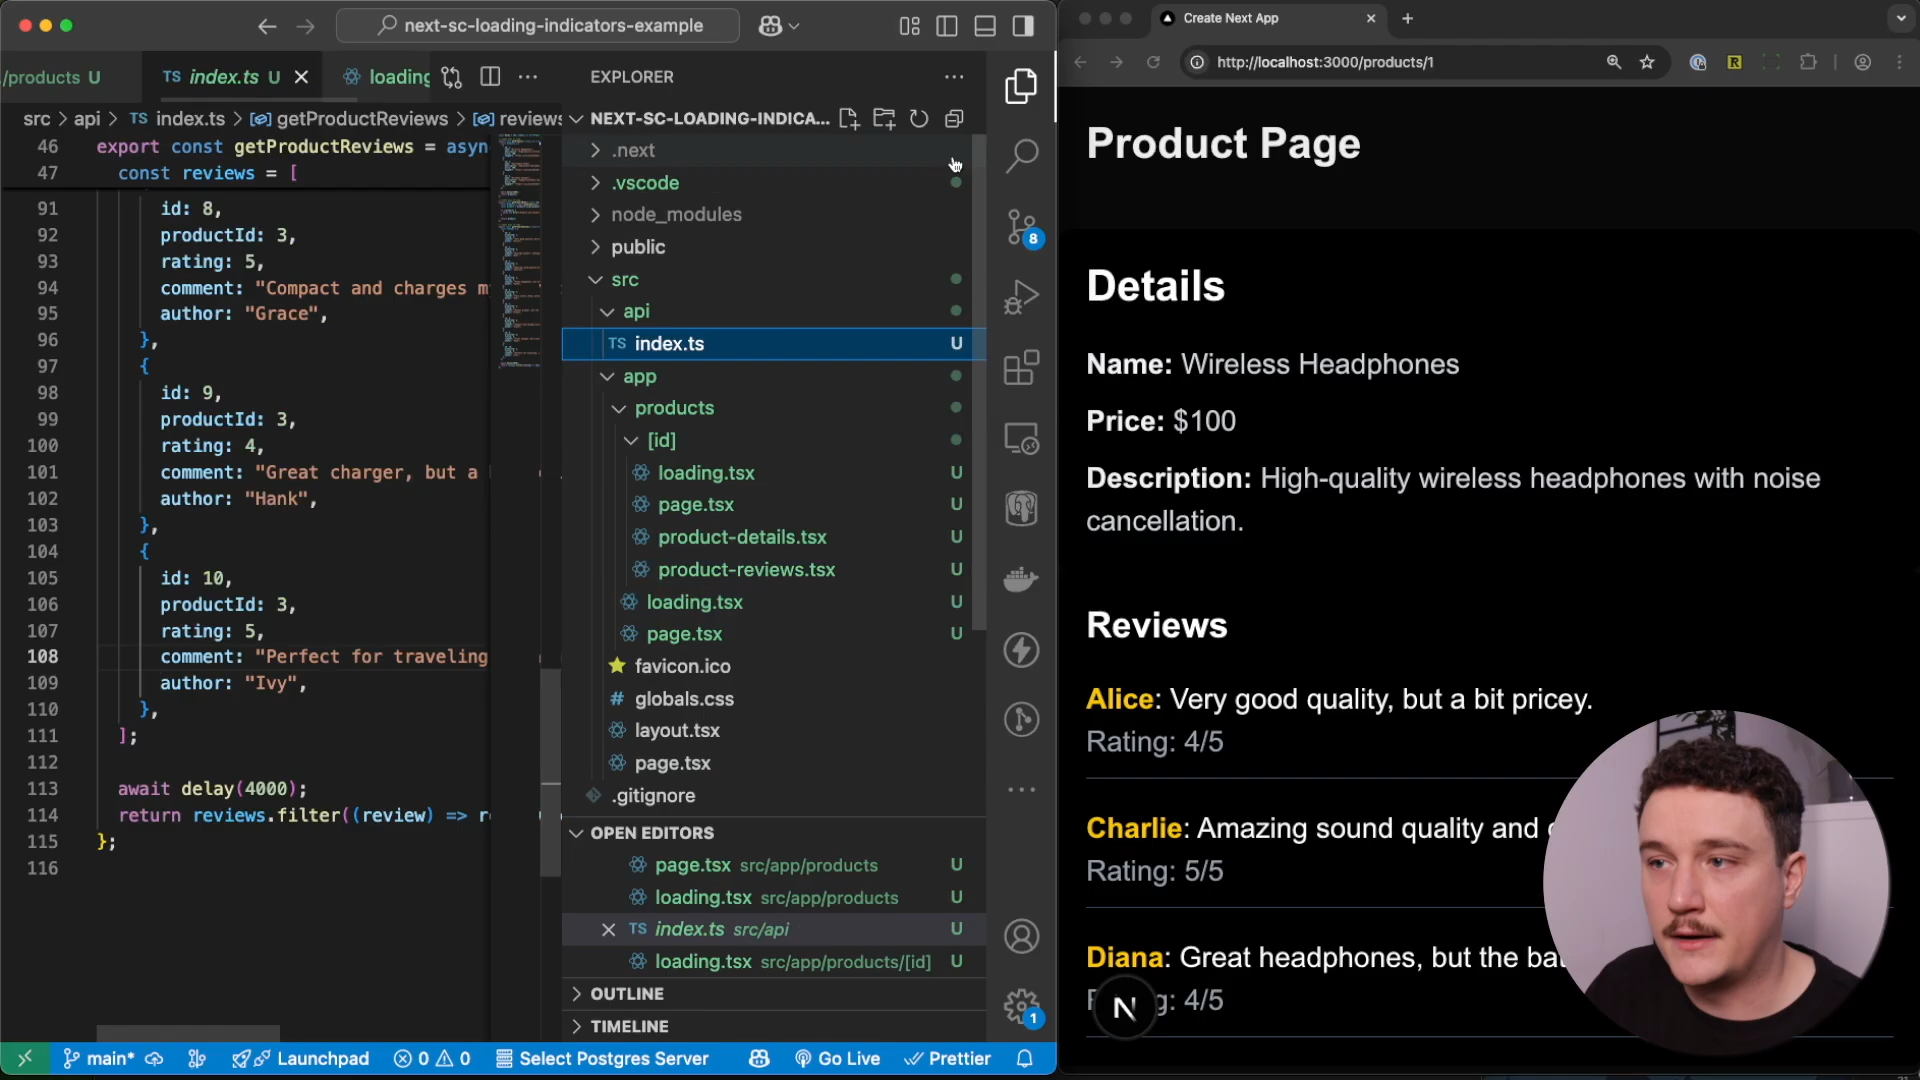 next-sc-loading-indicators-example
/products U
TS index.ts U
loading
src > api > TS index.ts > getProductReviews > reviews
46 export const getProductReviews = asyn
47 const reviews = [
91 id: 8,
92 productId: 3,
93 rating: 5,
94 comment: "Compact and charges m
95 author: "Grace",
96 },
97 {
98 id: 9,
99 productId: 3,
100 rating: 4,
101 comment: "Great charger, but a
102 author: "Hank",
103 },
104 {
105 id: 10,
106 productId: 3,
107 rating: 5,
108 comment: "Perfect for traveling
109 author: "Ivy",
110 },
111 ];
112
113 await delay(4000);
114 return reviews.filter((review) => r
115 };
116
EXPLORER
NEXT-SC-LOADING-INDICA...
.next
.vscode
node_modules
public
src
api
TS index.ts U
app
products
[id]
loading.tsx U
page.tsx U
product-details.tsx U
product-reviews.tsx U
loading.tsx U
page.tsx U
favicon.ico
# globals.css
layout.tsx
page.tsx
.gitignore
OPEN EDITORS
page.tsx src/app/products U
loading.tsx src/app/products U
TS index.ts src/api U
loading.tsx src/app/products/[id] U
OUTLINE
TIMELINE
8
1
main*
Launchpad
0 0
Select Postgres Server
Go Live
Prettier
Create Next App
http://localhost:3000/products/1
R
Product Page
Details
Name: Wireless Headphones
Price: $100
Description: High-quality wireless headphones with noise
cancellation.
Reviews
Alice: Very good quality, but a bit pricey.
Rating: 4/5
Charlie: Amazing sound quality and
Rating: 5/5
Diana: Great headphones, but the bat
g: 4/5
N